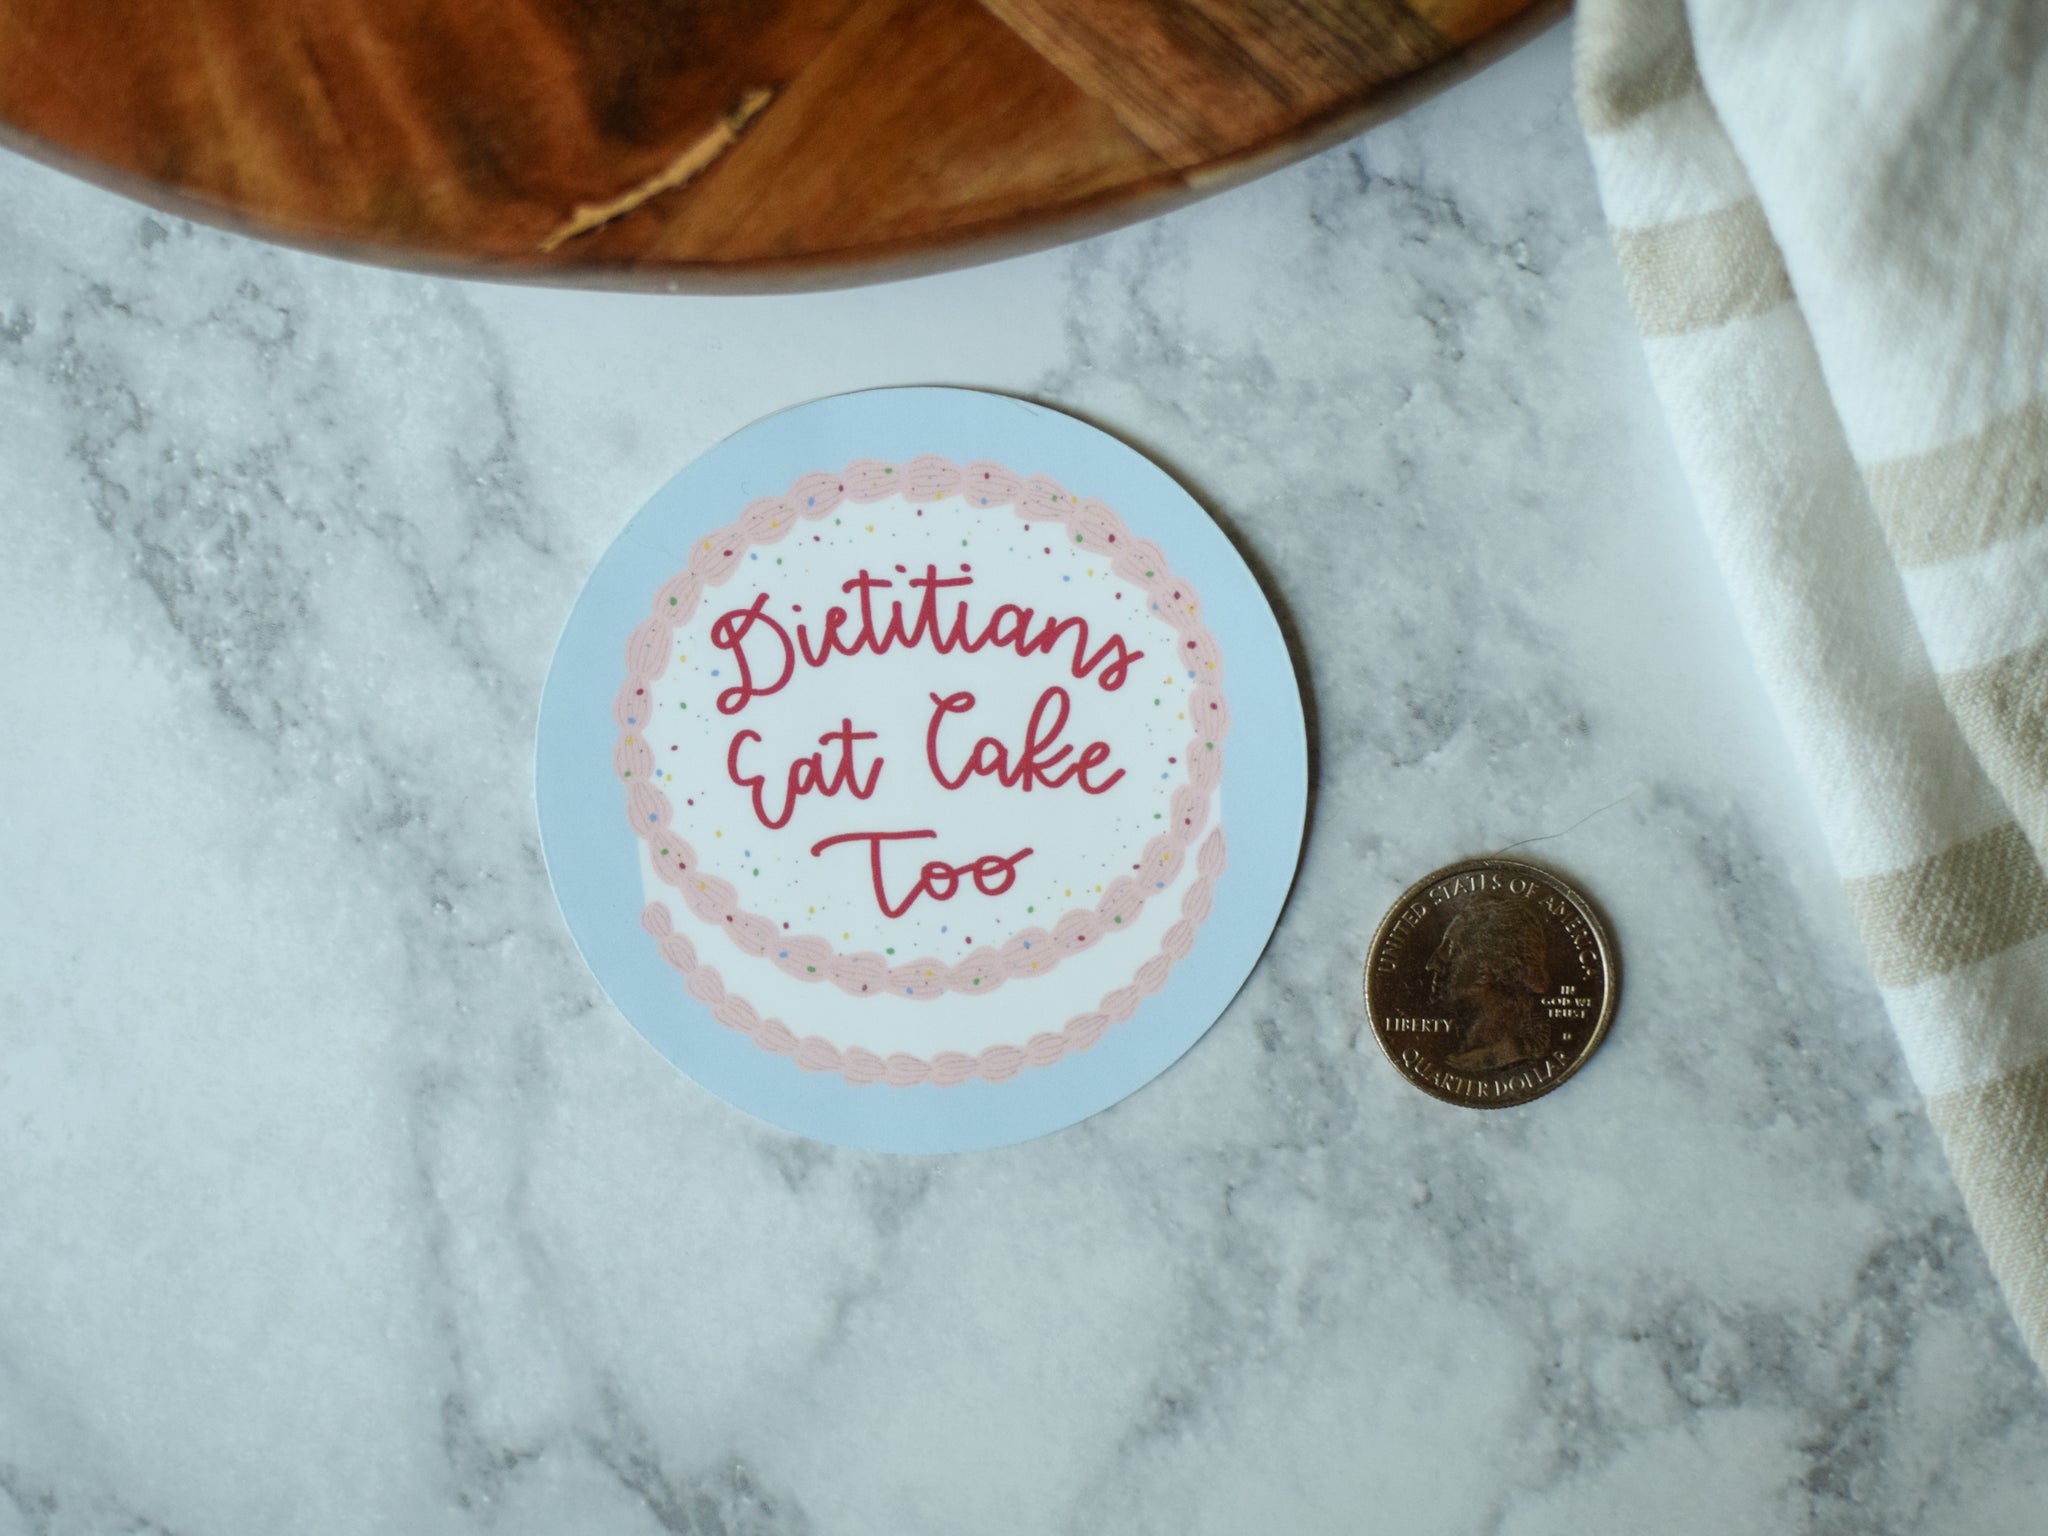 Dietitians
Eat Cake
Too
UNITED STATES OF AMERICA
IN
GOD WE
TRUST
LIBERTY
QUARTER DOLLAR